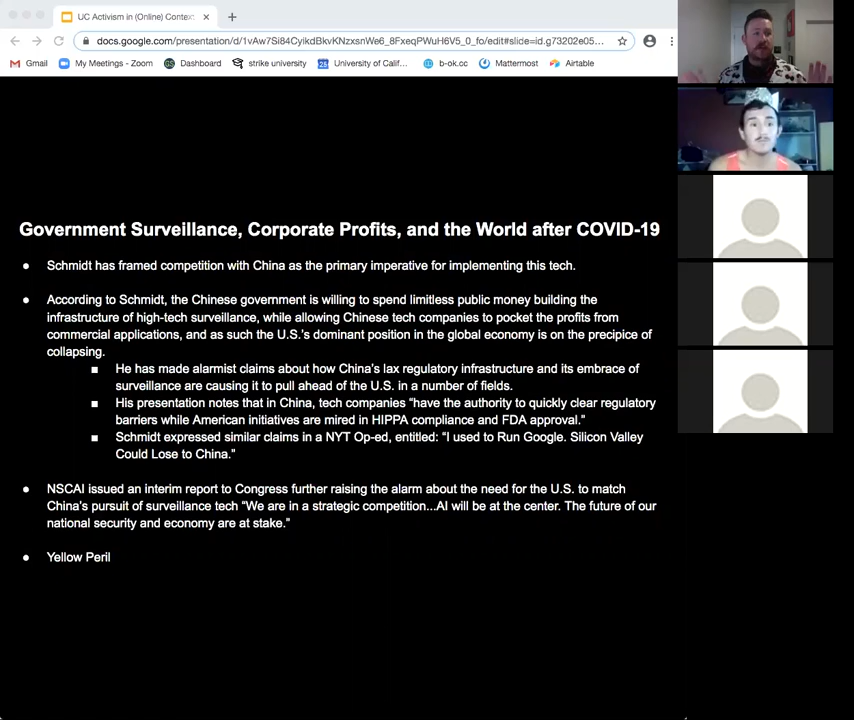 UC Activism in (Online) Contex
docs.google.com/presentation/d/1vAw7Si84CyikdBkvKNzxsnWe6_8FxeqPWuH6V5_0_fo/edit#slide=id.g73202e05...
Gmail My Meetings - Zoom Dashboard strike university University of Calif... b-ok.cc Mattermost Airtable
Government Surveillance, Corporate Profits, and the World after COVID-19
● Schmidt has framed competition with China as the primary imperative for implementing this tech.
● According to Schmidt, the Chinese government is willing to spend limitless public money building the
infrastructure of high-tech surveillance, while allowing Chinese tech companies to pocket the profits from
commercial applications, and as such the U.S.'s dominant position in the global economy is on the precipice of
collapsing.
■ He has made alarmist claims about how China's lax regulatory infrastructure and its embrace of
surveillance are causing it to pull ahead of the U.S. in a number of fields.
■ His presentation notes that in China, tech companies “have the authority to quickly clear regulatory
barriers while American initiatives are mired in HIPPA compliance and FDA approval.”
■ Schmidt expressed similar claims in a NYT Op-ed, entitled: “I used to Run Google. Silicon Valley
Could Lose to China.”
● NSCAI issued an interim report to Congress further raising the alarm about the need for the U.S. to match
China's pursuit of surveillance tech “We are in a strategic competition...AI will be at the center. The future of our
national security and economy are at stake.”
● Yellow Peril